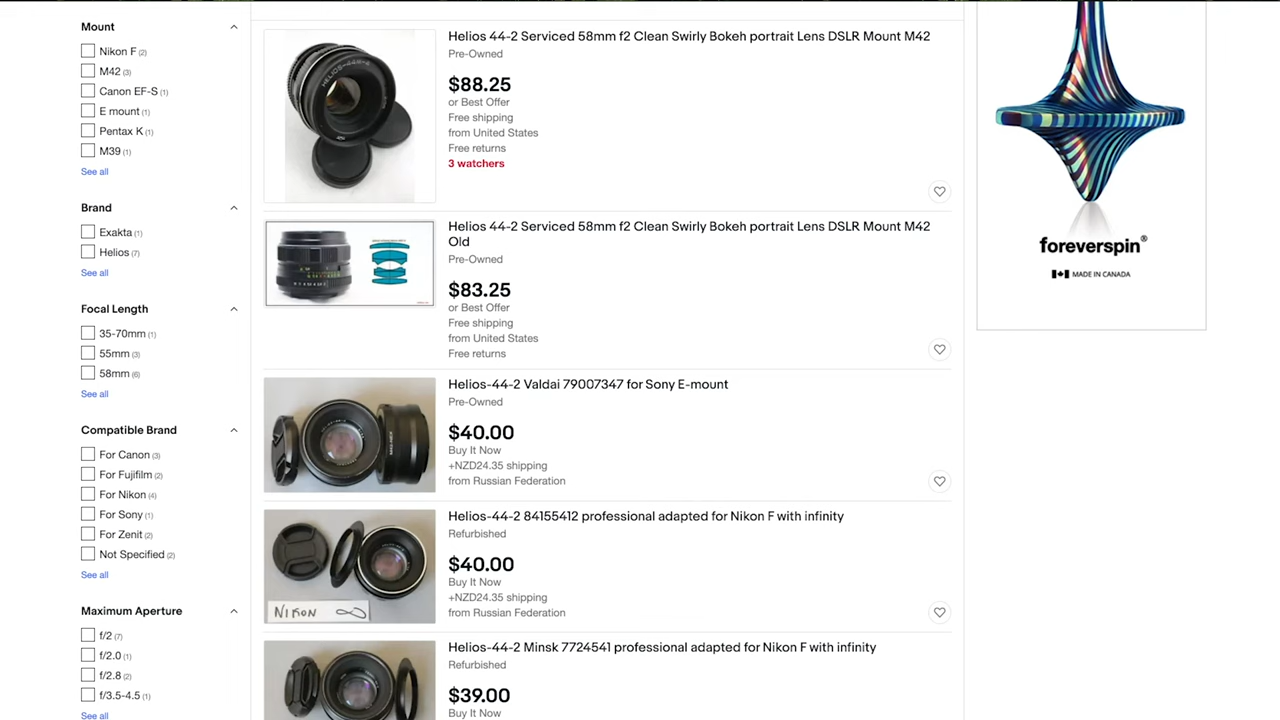 Mount
Nikon F (2)
M42 (3)
Canon EF-S (1)
E mount (1)
Pentax K (1)
M39 (1)
See all
Brand
Exakta (1)
Helios (7)
See all
Focal Length
35-70mm (1)
55mm (3)
58mm (6)
See all
Compatible Brand
For Canon (3)
For Fujifilm (2)
For Nikon (4)
For Sony (1)
For Zenit (2)
Not Specified (2)
See all
Maximum Aperture
f/2 (7)
f/2.0 (1)
f/2.8 (1)
f/3.5-4.5 (1)
See all
Helios 44-2 Serviced 58mm f2 Clean Swirly Bokeh portrait Lens DSLR Mount M42
Pre-Owned
$88.25
or Best Offer
Free shipping
from United States
Free returns
3 watchers
Helios 44-2 Serviced 58mm f2 Clean Swirly Bokeh portrait Lens DSLR Mount M42
Old
Pre-Owned
$83.25
or Best Offer
Free shipping
from United States
Free returns
Helios-44-2 Valdai 79007347 for Sony E-mount
Pre-Owned
$40.00
Buy It Now
+NZD24.35 shipping
from Russian Federation
NIKON ∞
Helios-44-2 84155412 professional adapted for Nikon F with infinity
Refurbished
$40.00
Buy It Now
+NZD24.35 shipping
from Russian Federation
Helios-44-2 Minsk 7724541 professional adapted for Nikon F with infinity
Refurbished
$39.00
Buy It Now
foreverspin®
MADE IN CANADA